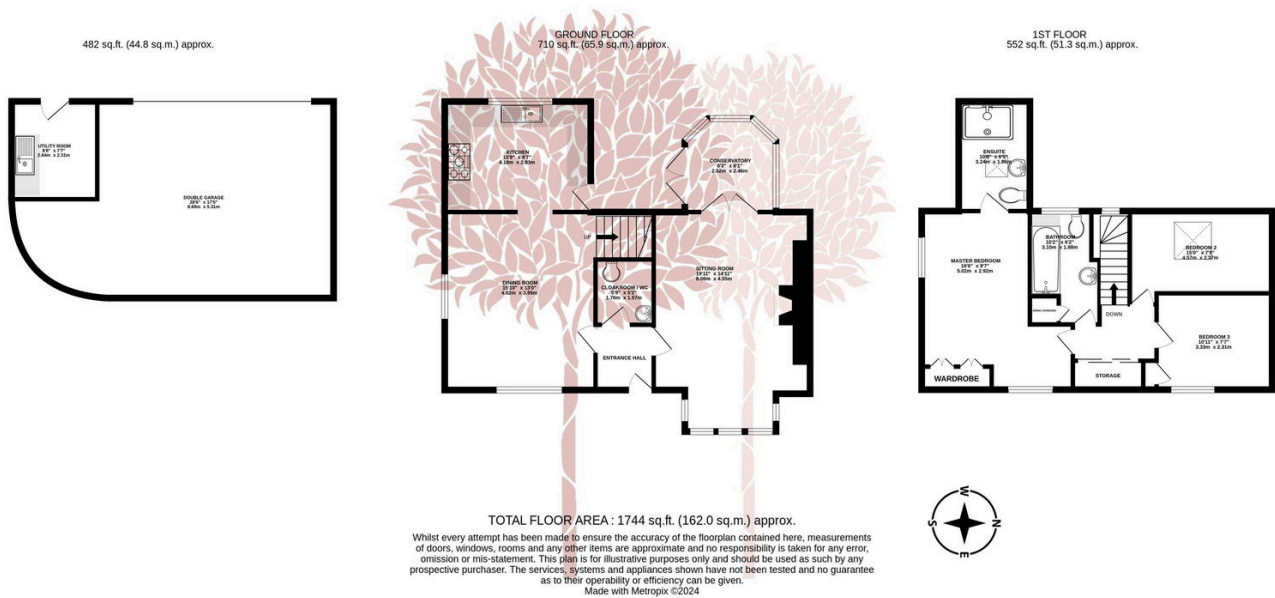 482 sq.ft. (44.8 sq.m.) approx.
UTILITY ROOM
8'8" x 7'7"
2.64m x 2.31m
DOUBLE GARAGE
28'6" x 17'5"
8.69m x 5.31m
GROUND FLOOR
710 sq.ft. (65.9 sq.m.) approx.
KITCHEN
13'9" x 9'7"
4.18m x 2.93m
CONSERVATORY
8'3" x 8'1"
2.52m x 2.46m
UP
DINING ROOM
15'10" x 13'0"
4.82m x 3.95m
CLOAKROOM / WC
5'9" x 5'2"
1.76m x 1.57m
SITTING ROOM
19'11" x 14'11"
6.06m x 4.55m
ENTRANCE HALL
1ST FLOOR
552 sq.ft. (51.3 sq.m.) approx.
ENSUITE
10'8" x 6'5"
3.24m x 1.96m
MASTER BEDROOM
16'6" x 9'7"
5.02m x 2.92m
BATHROOM
10'2" x 6'2"
3.10m x 1.88m
BEDROOM 2
15'0" x 7'9"
4.57m x 2.37m
DOWN
BEDROOM 3
10'11" x 7'7"
3.33m x 2.31m
WARDROBE
STORAGE
W
S
N
E
TOTAL FLOOR AREA : 1744 sq.ft. (162.0 sq.m.) approx.
Whilst every attempt has been made to ensure the accuracy of the floorplan contained here, measurements
of doors, windows, rooms and any other items are approximate and no responsibility is taken for any error,
omission or mis-statement. This plan is for illustrative purposes only and should be used as such by any
prospective purchaser. The services, systems and appliances shown have not been tested and no guarantee
as to their operability or efficiency can be given.
Made with Metropix ©2024